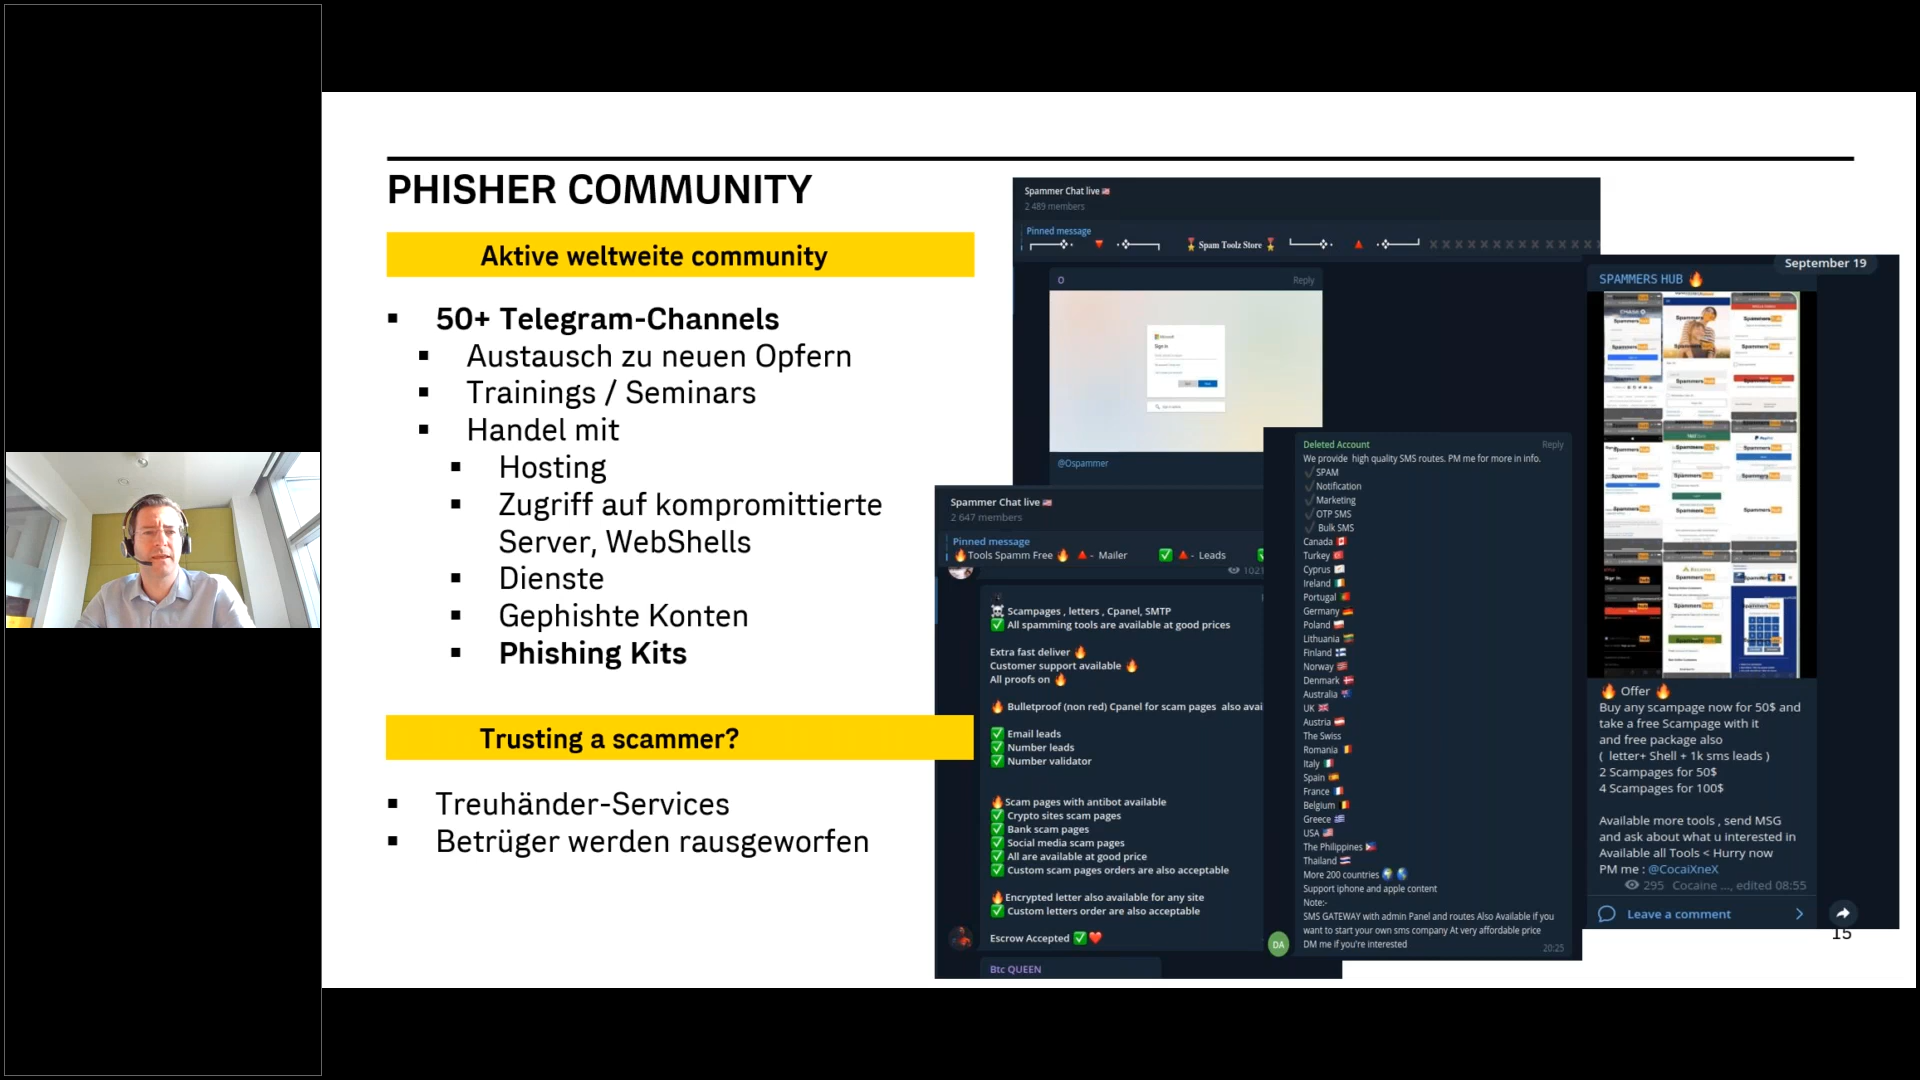 PHISHER COMMUNITY
Aktive weltweite community
50+ Telegram-Channels
Austausch zu neuen Opfern
Trainings / Seminars
Handel mit
Hosting
Zugriff auf kompromittierte
Server, WebShells
Dienste
Gephishte Konten
Phishing Kits
Trusting a scammer?
Treuhänder-Services
Betrüger werden rausgeworfen
Spammer Chat live
2 489 members
Pinned message
Spam Toolz Store
O
Reply
Microsoft
Sign in
@Ospammer
Spammer Chat live
2 647 members
Pinned message
Tools Spamm Free - Mailer - Leads
Scampages , letters , Cpanel, SMTP
All spamming tools are available at good prices
Extra fast deliver
Customer support available
All proofs on
Bulletproof (non red) Cpanel for scam pages also avai
Email leads
Number leads
Number validator
Scam pages with antibot available
Crypto sites scam pages
Bank scam pages
Social media scam pages
All are available at good price
Custom scam pages orders are also acceptable
Encrypted letter also available for any site
Custom letters order are also acceptable
Escrow Accepted
Btc QUEEN
Deleted Account
Reply
We provide high quality SMS routes. PM me for more in info.
SPAM
Notification
Marketing
OTP SMS
Bulk SMS
Canada
Turkey
Cyprus
Ireland
Portugal
Germany
Poland
Lithuania
Finland
Norway
Denmark
Australia
UK
Austria
The Swiss
Romania
Italy
Spain
France
Belgium
Greece
USA
The Philippines
Thailand
More 200 countries
Support iphone and apple content
Note:-
SMS GATEWAY with admin Panel and routes Also Available if you
want to start your own sms company At very affordable price
DM me if you're interested
20:25
DA
September 19
SPAMMERS HUB
Offer
Buy any scampage now for 50$ and
take a free Scampage with it
and free package also
( letter+ Shell + 1k sms leads )
2 Scampages for 50$
4 Scampages for 100$
Available more tools , send MSG
and ask about what u interested in
Available all Tools < Hurry now
PM me : @CocaiXneX
295 Cocaine ..., edited 08:55
Leave a comment
15